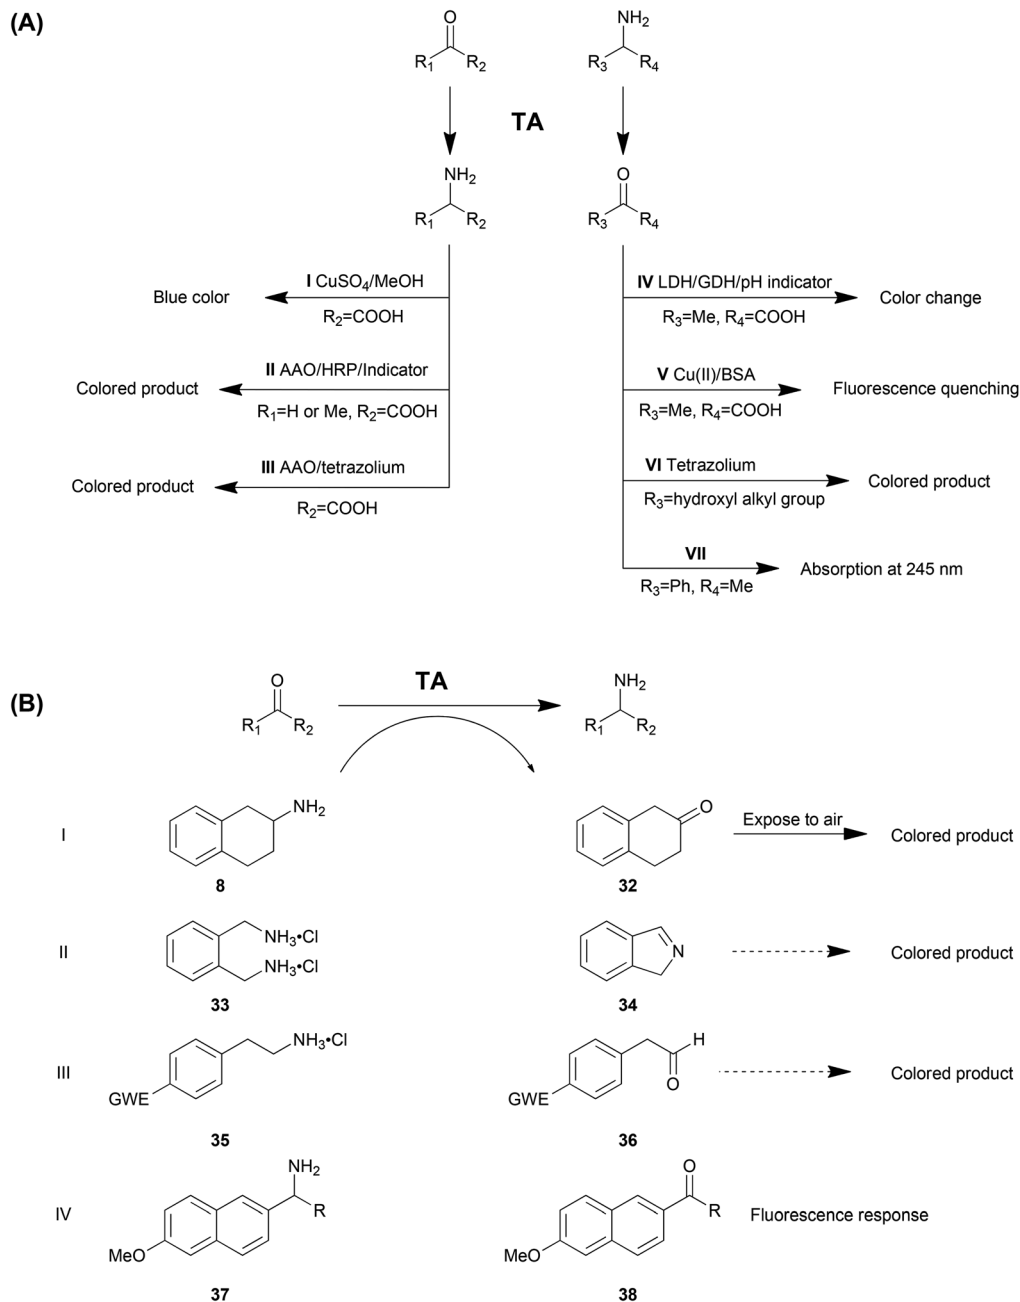 (A)
O
R₁ R₂
NH₂
R₃ R₄
TA
NH₂
R₁ R₂
O
R₃ R₄
I CuSO₄/MeOH
Blue color
R₂=COOH
II AAO/HRP/Indicator
Colored product
R₁=H or Me, R₂=COOH
III AAO/tetrazolium
Colored product
R₂=COOH
IV LDH/GDH/pH indicator
Color change
R₃=Me, R₄=COOH
V Cu(II)/BSA
Fluorescence quenching
R₃=Me, R₄=COOH
VI Tetrazolium
Colored product
R₃=hydroxyl alkyl group
VII
Absorption at 245 nm
R₃=Ph, R₄=Me
(B)
O
R₁ R₂
TA
NH₂
R₁ R₂
I
NH₂
8
O
32
Expose to air
Colored product
II
NH₃•Cl
NH₃•Cl
33
N
34
Colored product
III
NH₃•Cl
GWE
35
H
O
GWE
36
Colored product
IV
NH₂
R
MeO
37
O
R
MeO
38
Fluorescence response